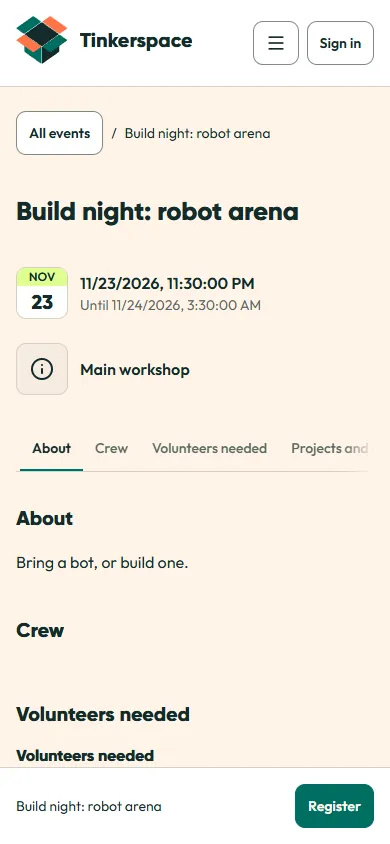 Tinkerspace
Sign in
All events / Build night: robot arena
Build night: robot arena
NOV
23
11/23/2026, 11:30:00 PM
Until 11/24/2026, 3:30:00 AM
Main workshop
About Crew Volunteers needed Projects and
About
Bring a bot, or build one.
Crew
Volunteers needed
Volunteers needed
Build night: robot arena
Register